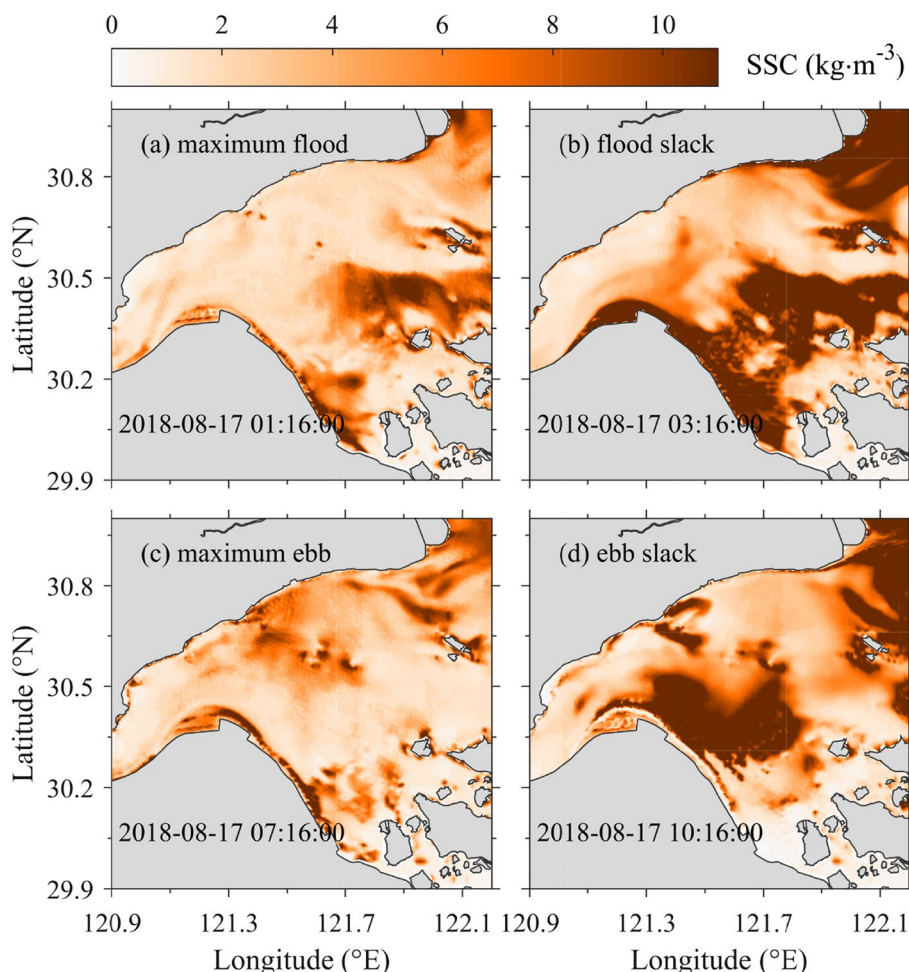 0 2 4 6 8 10
SSC (kg·m⁻³)
(a) maximum flood
(b) flood slack
30.8
30.5
30.2
29.9
Latitude (°N)
2018-08-17 01:16:00
2018-08-17 03:16:00
(c) maximum ebb
(d) ebb slack
30.8
30.5
30.2
29.9
Latitude (°N)
2018-08-17 07:16:00
2018-08-17 10:16:00
120.9 121.3 121.7 122.1
120.9 121.3 121.7 122.1
Longitude (°E)
Longitude (°E)